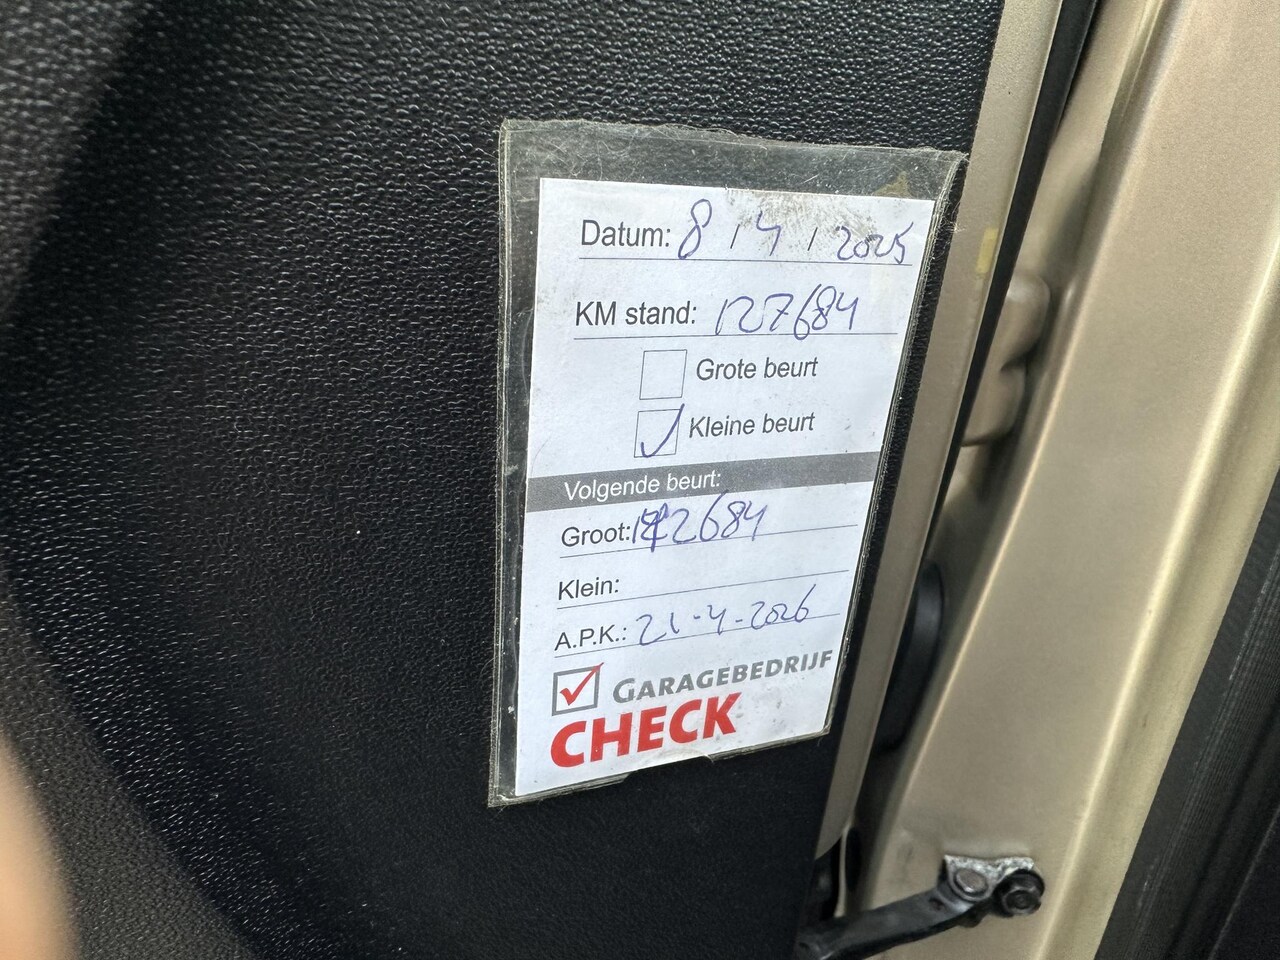 Datum: 8 / 4 / 2025
KM stand: 127684
Grote beurt
Kleine beurt
Volgende beurt:
Groot: 142684
Klein:
A.P.K.: 21-4-2026
GARAGEBEDRIJF
CHECK